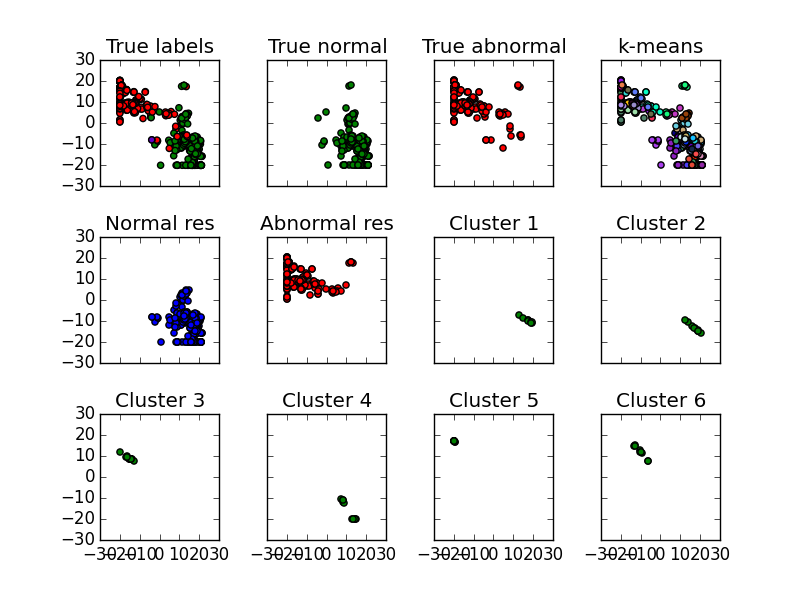 True labels
True normal
True abnormal
k-means
30
20
10
0
−10
−20
−30
Normal res
Abnormal res
Cluster 1
Cluster 2
30
20
10
0
−10
−20
−30
Cluster 3
Cluster 4
Cluster 5
Cluster 6
30
20
10
0
−10
−20
−30
−30−20−10 0 10 20 30
−30−20−10 0 10 20 30
−30−20−10 0 10 20 30
−30−20−10 0 10 20 30